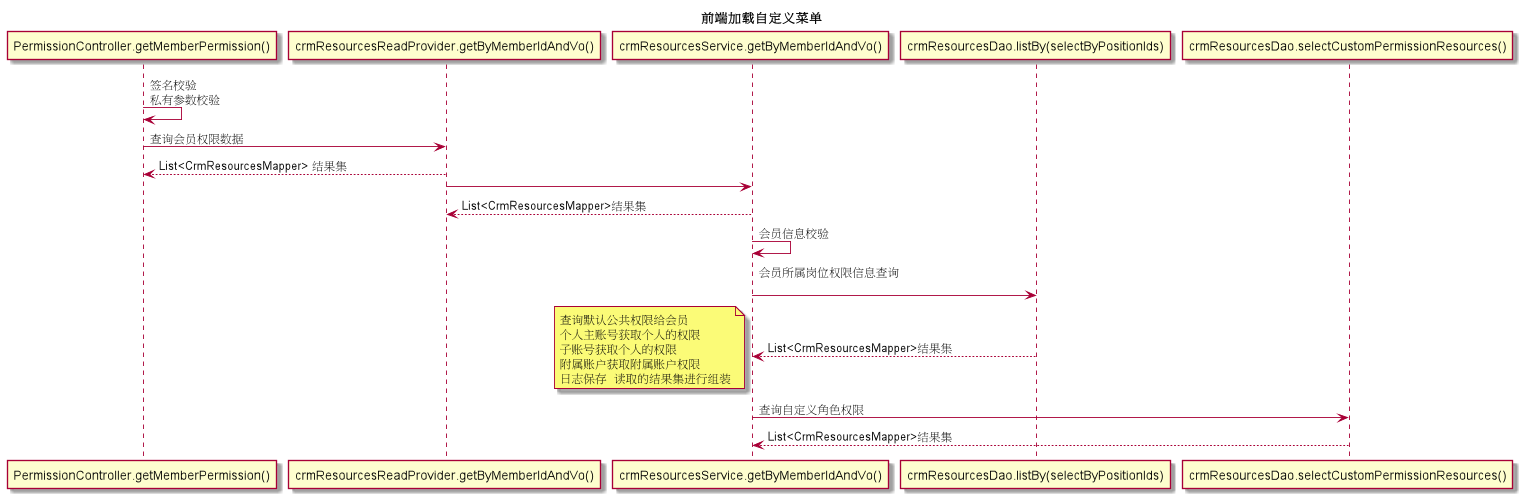 前端加载自定义菜单
PermissionController.getMemberPermission()
crmResourcesReadProvider.getByMemberIdAndVo()
crmResourcesService.getByMemberIdAndVo()
crmResourcesDao.listBy(selectByPositionIds)
crmResourcesDao.selectCustomPermissionResources()
签名校验
私有参数校验
查询会员权限数据
List<CrmResourcesMapper> 结果集
List<CrmResourcesMapper>结果集
会员信息校验
会员所属岗位权限信息查询
查询默认公共权限给会员
个人主账号获取个人的权限
子账号获取个人的权限
附属账户获取附属账户权限
日志保存 读取的结果集进行组装
List<CrmResourcesMapper>结果集
查询自定义角色权限
List<CrmResourcesMapper>结果集
PermissionController.getMemberPermission()
crmResourcesReadProvider.getByMemberIdAndVo()
crmResourcesService.getByMemberIdAndVo()
crmResourcesDao.listBy(selectByPositionIds)
crmResourcesDao.selectCustomPermissionResources()